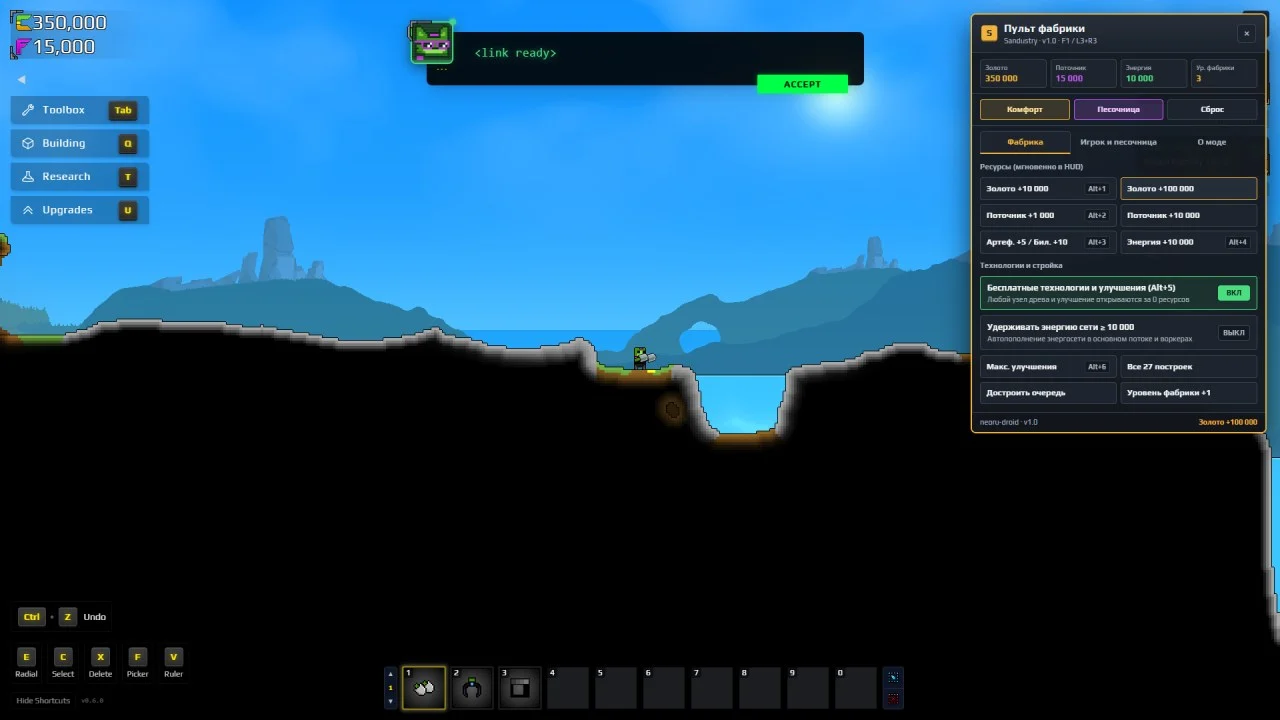 350,000
15,000
Toolbox Tab
Building Q
Research T
Upgrades U
<link ready>
...
ACCEPT
S
Пульт фабрики
Sandustry · v1.0 · F1 / L3+R3
×
Золото
350 000
Поточник
15 000
Энергия
10 000
Ур. фабрики
3
Комфорт Песочница Сброс
Фабрика Игрок и песочница О моде
Ресурсы (мгновенно в HUD)
Золото +10 000 Alt+1 Золото +100 000
Поточник +1 000 Alt+2 Поточник +10 000
Артеф. +5 / Бил. +10 Alt+3 Энергия +10 000 Alt+4
Технологии и стройка
Бесплатные технологии и улучшения (Alt+5)
Любой узел древа и улучшение открываются за 0 ресурсов
ВКЛ
Удерживать энергию сети ≥ 10 000
Автопополнение энергосети в основном потоке и воркерах
ВЫКЛ
Макс. улучшения Alt+6 Все 27 построек
Достроить очередь Уровень фабрики +1
neoru-droid · v1.0 Золото +100 000
Ctrl + Z Undo
E C X F V
Radial Select Delete Picker Ruler
Hide Shortcuts v0.6.0
1
1 2 3 4 5 6 7 8 9 0